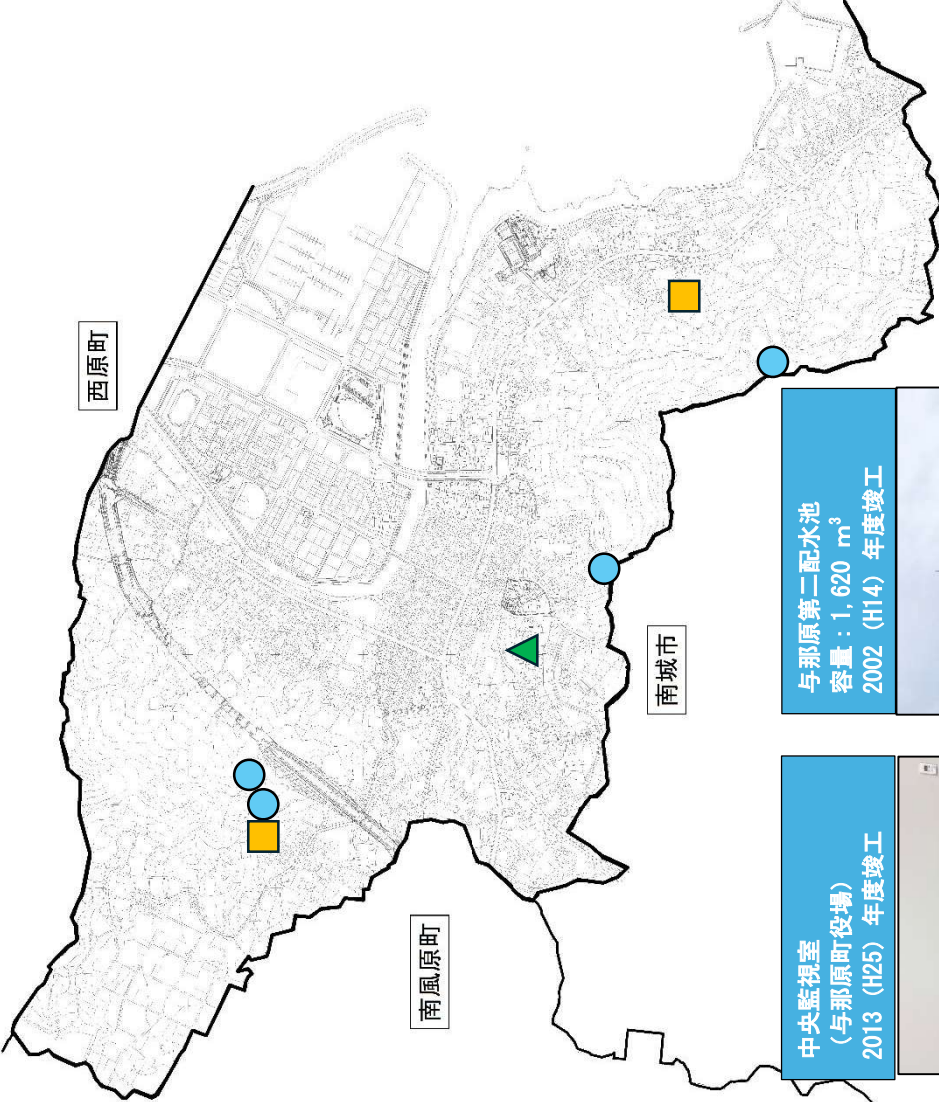 西原町
南城市
南風原町
与那原第二配水池
容量：1,620 m³
2002 (H14) 年度竣工
中央監視室
(与那原町役場)
2013 (H25) 年度竣工